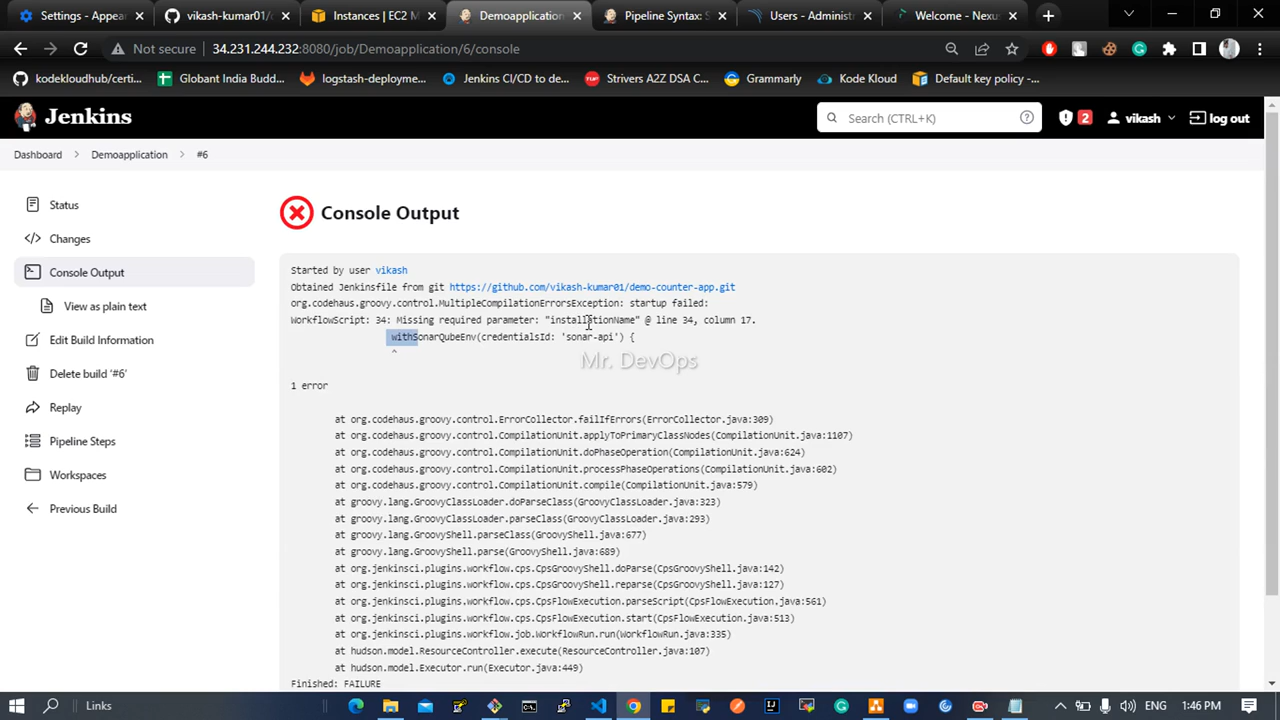 Settings - Appearan
vikash-kumar01/
Instances | EC2 M
Demoapplication
Pipeline Syntax: S
Users - Administra
Welcome - Nexus
Not secure
34.231.244.232:8080/job/Demoapplication/6/console
kodekloudhub/certi...
Globant India Budd...
logstash-deployme...
Jenkins CI/CD to de...
Strivers A2Z DSA C...
Grammarly
Kode Kloud
Default key policy -...
Jenkins
Search (CTRL+K)
2
vikash
log out
Dashboard > Demoapplication > #6
Status
Changes
Console Output
View as plain text
Edit Build Information
Delete build '#6'
Replay
Pipeline Steps
Workspaces
Previous Build
Console Output
Started by user vikash
Obtained Jenkinsfile from git https://github.com/vikash-kumar01/demo-counter-app.git
org.codehaus.groovy.control.MultipleCompilationErrorsException: startup failed:
WorkflowScript: 34: Missing required parameter: "installationName" @ line 34, column 17.
withSonarQubeEnv(credentialsId: 'sonar-api') {
^
Mr. DevOps
1 error
at org.codehaus.groovy.control.ErrorCollector.failIfErrors(ErrorCollector.java:309)
at org.codehaus.groovy.control.CompilationUnit.applyToPrimaryClassNodes(CompilationUnit.java:1107)
at org.codehaus.groovy.control.CompilationUnit.doPhaseOperation(CompilationUnit.java:624)
at org.codehaus.groovy.control.CompilationUnit.processPhaseOperations(CompilationUnit.java:602)
at org.codehaus.groovy.control.CompilationUnit.compile(CompilationUnit.java:579)
at groovy.lang.GroovyClassLoader.doParseClass(GroovyClassLoader.java:323)
at groovy.lang.GroovyClassLoader.parseClass(GroovyClassLoader.java:293)
at groovy.lang.GroovyShell.parseClass(GroovyShell.java:677)
at groovy.lang.GroovyShell.parse(GroovyShell.java:689)
at org.jenkinsci.plugins.workflow.cps.CpsGroovyShell.doParse(CpsGroovyShell.java:142)
at org.jenkinsci.plugins.workflow.cps.CpsGroovyShell.reparse(CpsGroovyShell.java:127)
at org.jenkinsci.plugins.workflow.cps.CpsFlowExecution.parseScript(CpsFlowExecution.java:561)
at org.jenkinsci.plugins.workflow.cps.CpsFlowExecution.start(CpsFlowExecution.java:513)
at org.jenkinsci.plugins.workflow.job.WorkflowRun.run(WorkflowRun.java:335)
at hudson.model.ResourceController.execute(ResourceController.java:107)
at hudson.model.Executor.run(Executor.java:449)
Finished: FAILURE
Links
ENG
1:46 PM